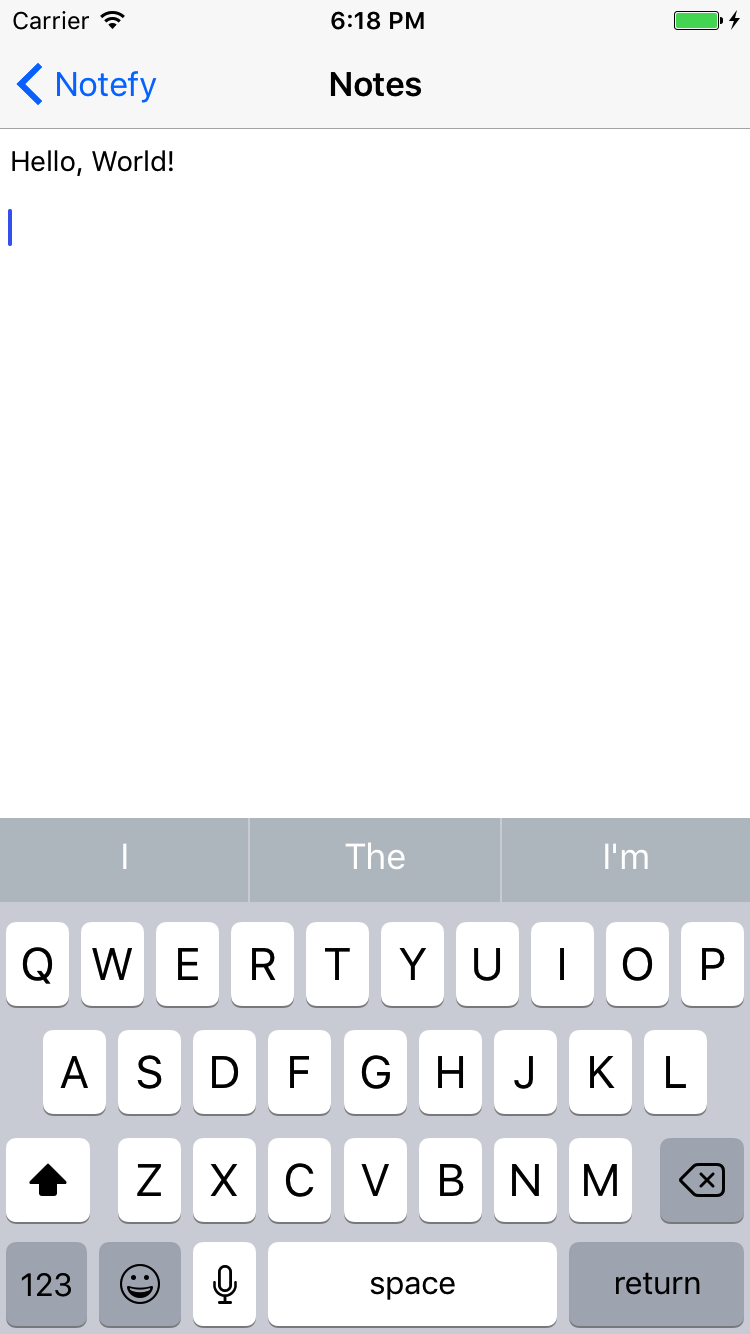 Carrier 6:18 PM
Notefy Notes
Hello, World!
I The I'm
Q W E R T Y U I O P
A S D F G H J K L
Z X C V B N M
123 space return